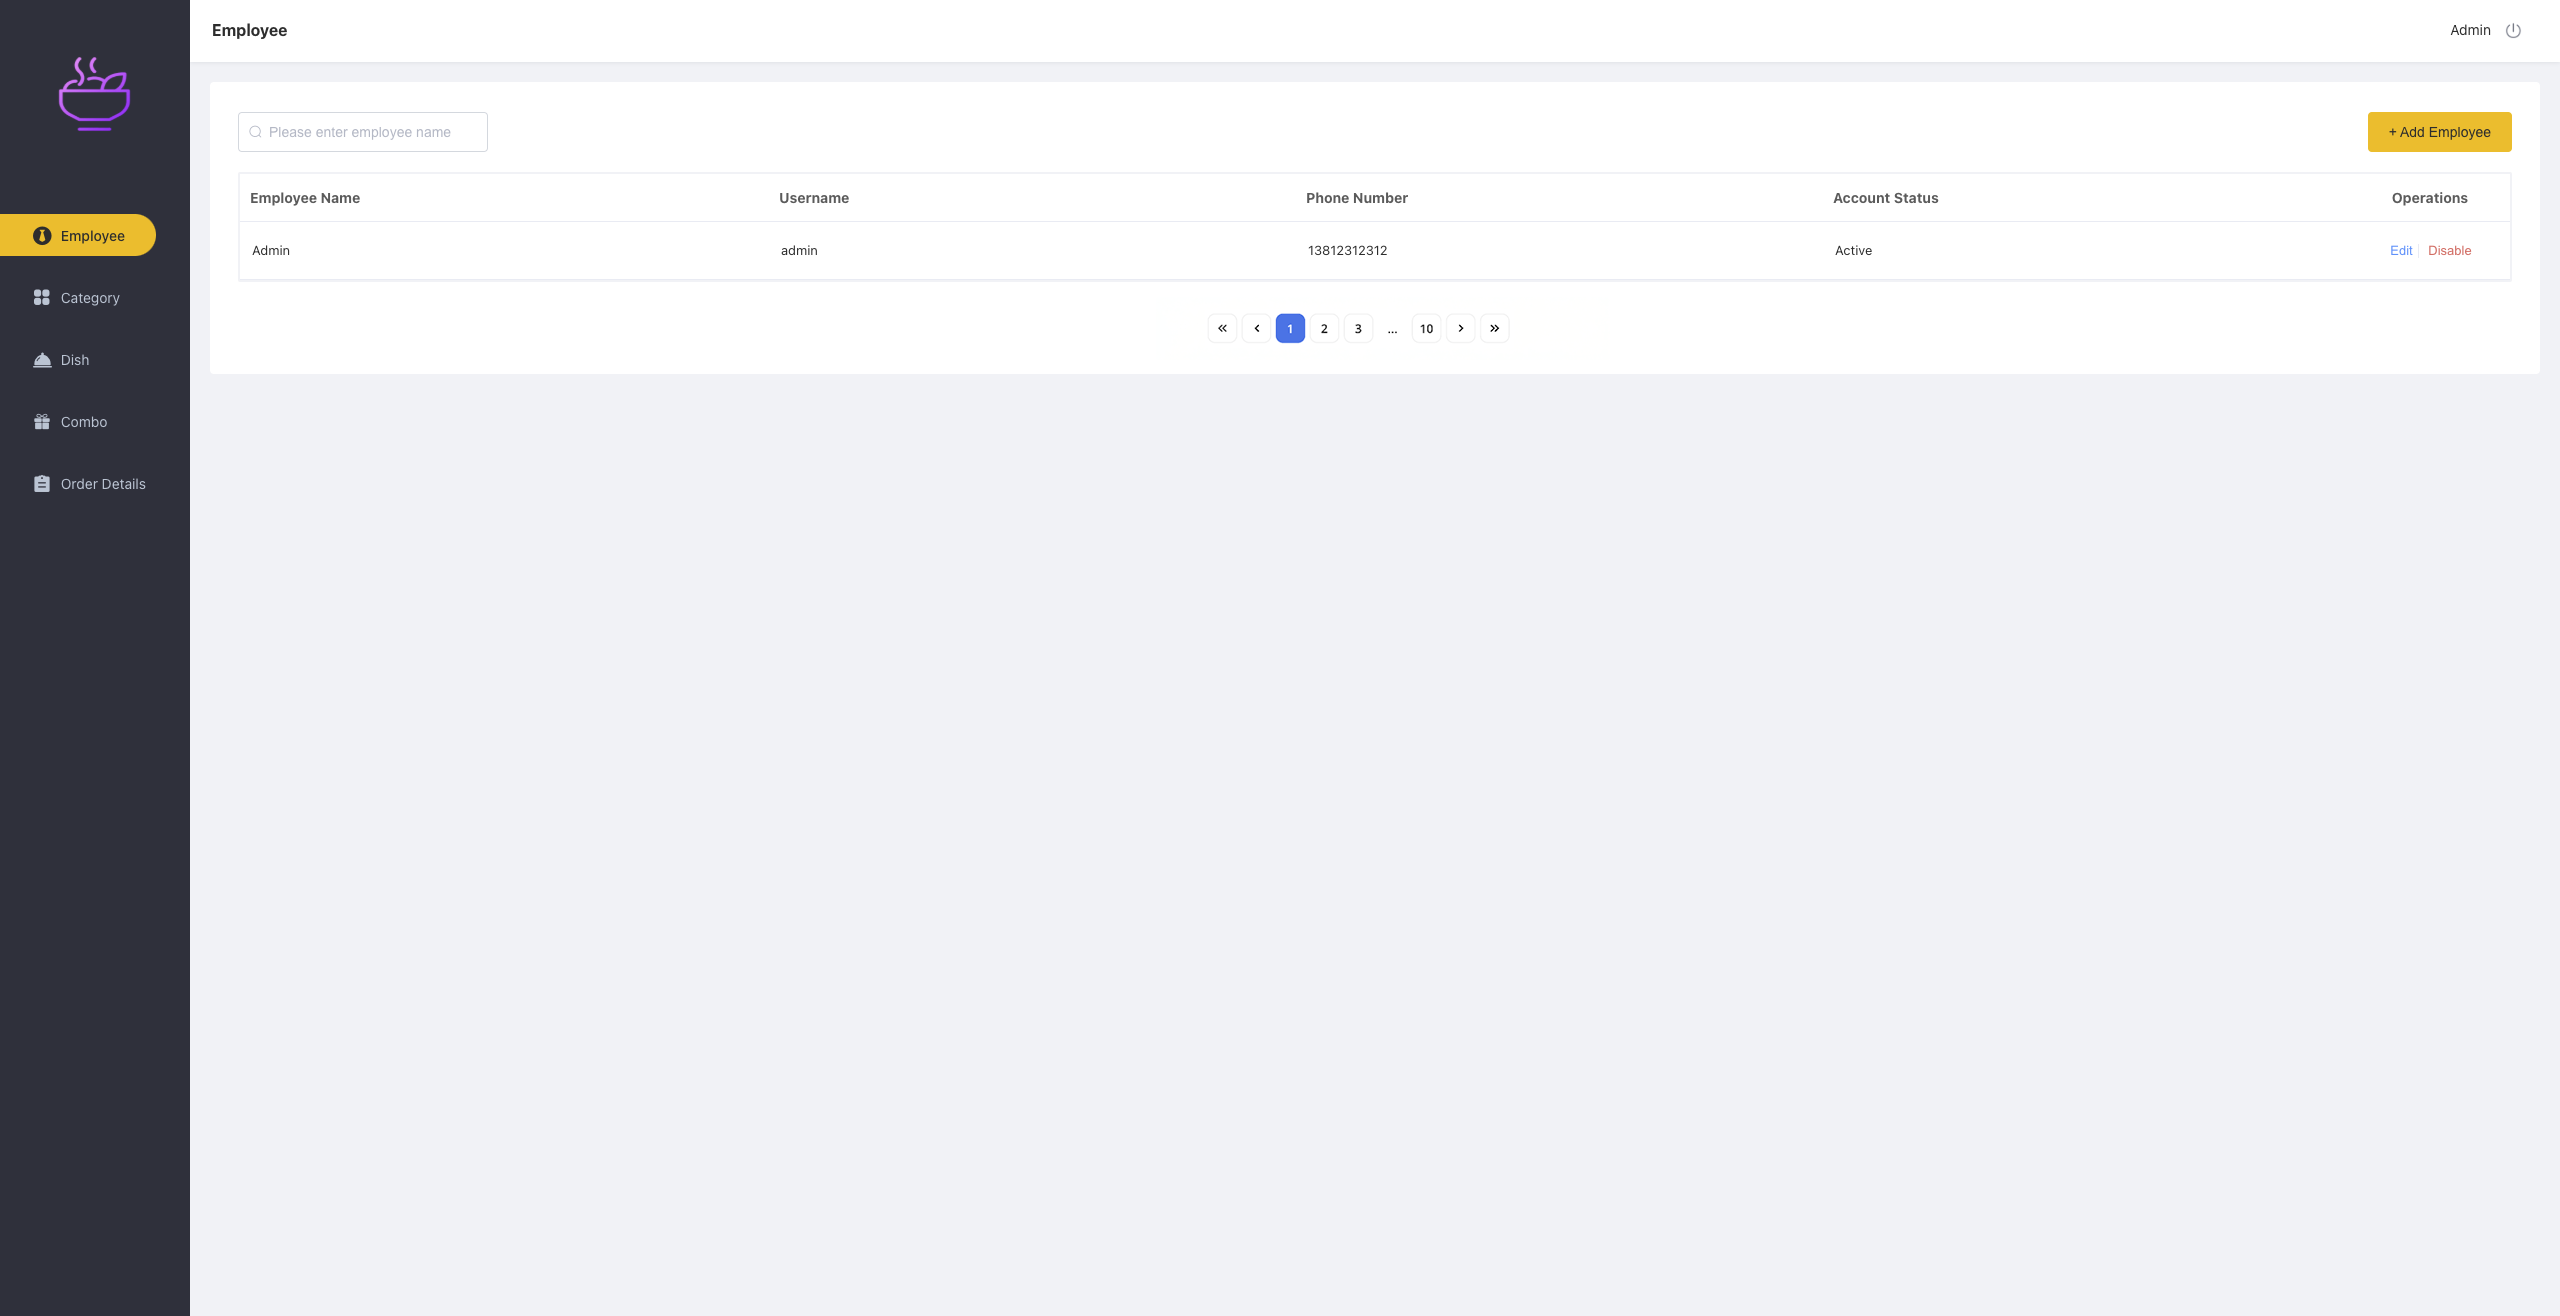 Employee
Admin
Please enter employee name
+ Add Employee
Employee Name Username Phone Number Account Status Operations
Admin admin 13812312312 Active Edit Disable
« ‹ 1 2 3 ... 10 › »
Employee
Category
Dish
Combo
Order Details